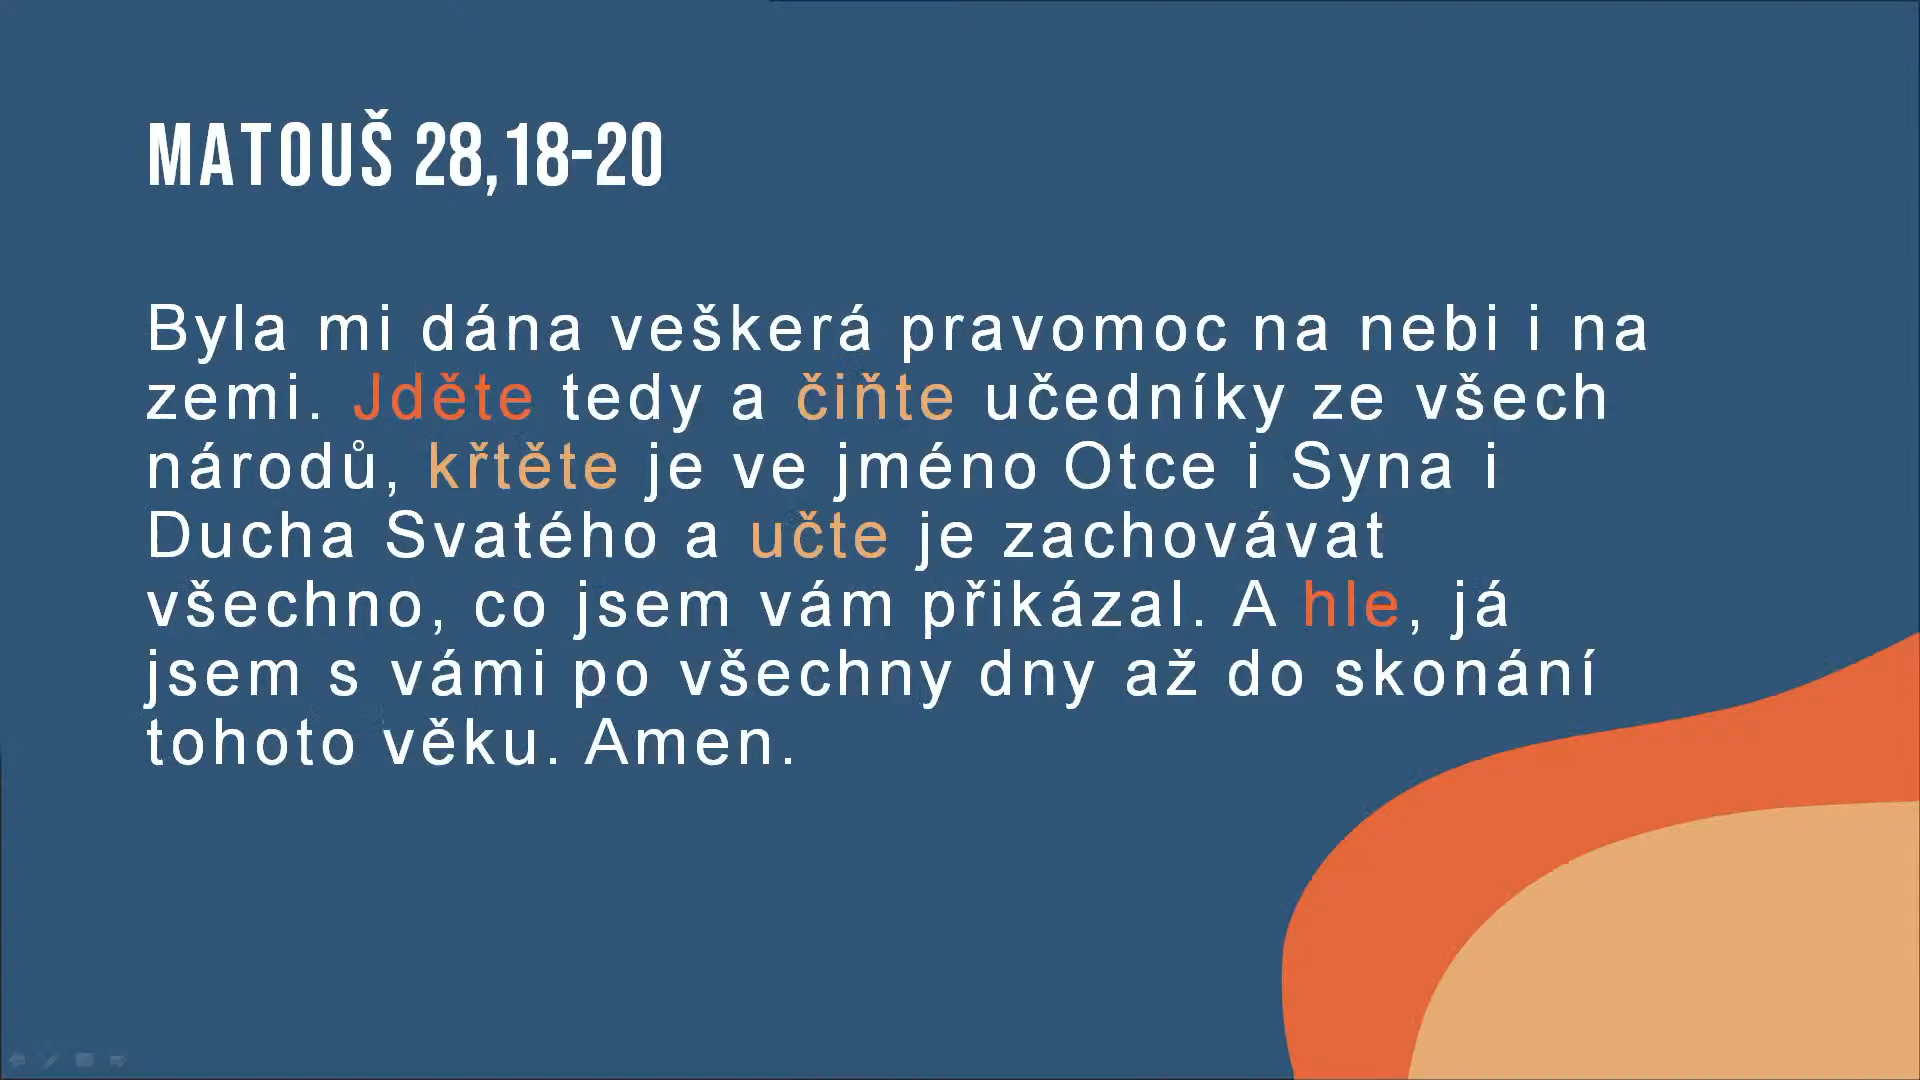 MATOUŠ 28,18-20
Byla mi dána veškerá pravomoc na nebi i na
zemi. Jděte tedy a čiňte učedníky ze všech
národů, křtěte je ve jméno Otce i Syna i
Ducha Svatého a učte je zachovávat
všechno, co jsem vám přikázal. A hle, já
jsem s vámi po všechny dny až do skonání
tohoto věku. Amen.